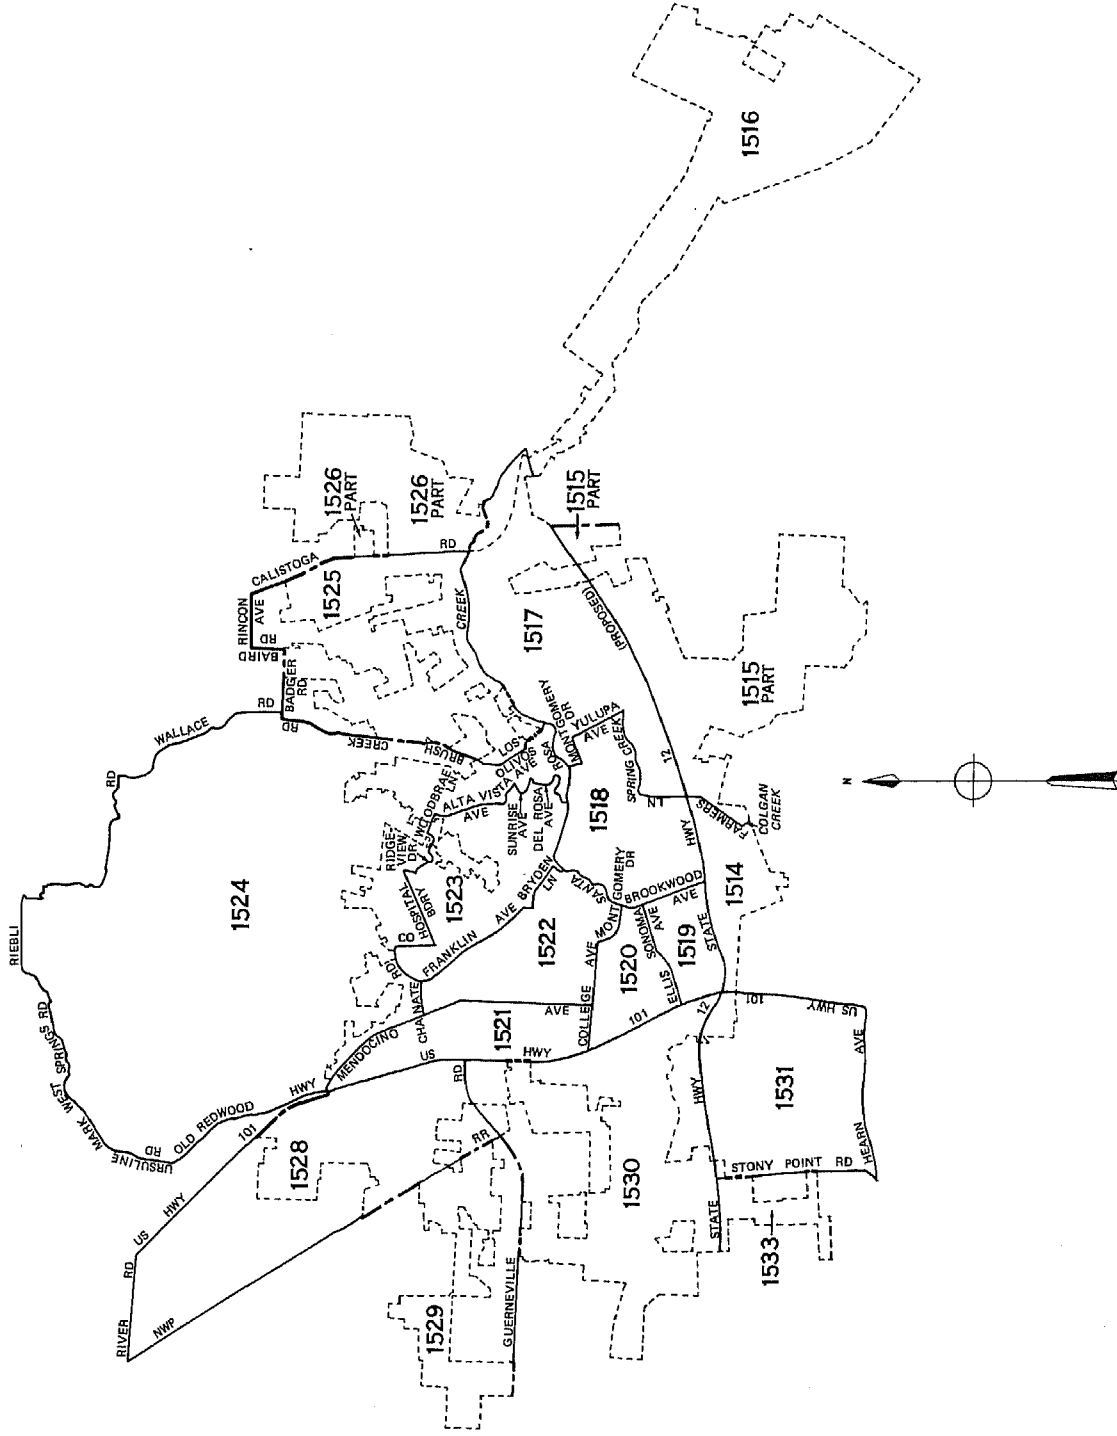 1516
RIEBLI
RD
WALLACE
RD
RINCON
AVE
CALISTOGA
RD
BAIRD
RD
BADGER
RD
RD
CREEK
BRUSH
1526
PART
1526
PART
1525
1524
MARK WEST SPRINGS RD
URSULINE
RD
OLD REDWOOD
HWY
101
US
HWY
RIVER
RD
NWP
RR
1528
MENDOCINO
AVE
CHANATE
RD
CO
HOSPITAL
BDRY
RIDGE-
VIEW
DR
WOODBRAE
LN
ALTA VISTA AVE
AVE
SUNRISE
AVE
DEL ROSA
AVE
1523
FRANKLIN
AVE
BRYDEN
LN
LOS
OLIVOS
CREEK
SANTA
ROSA
1517
MONTGOMERY
DR
YULUPA
AVE
SPRING CREEK
1515
PART
(PROPOSED)
12
HWY
1515
PART
FARMERS
LN
COLGAN
CREEK
1518
MONTGOMERY
DR
BROOKWOOD
AVE
SONOMA
AVE
ELLIS
1519
STATE
1514
1520
1522
COLLEGE
AVE
1521
US
HWY
101
12
101
US HWY
GUERNEVILLE
RD
1529
1530
STATE
HWY
1531
STONY POINT RD
HEARN
AVE
1533
N